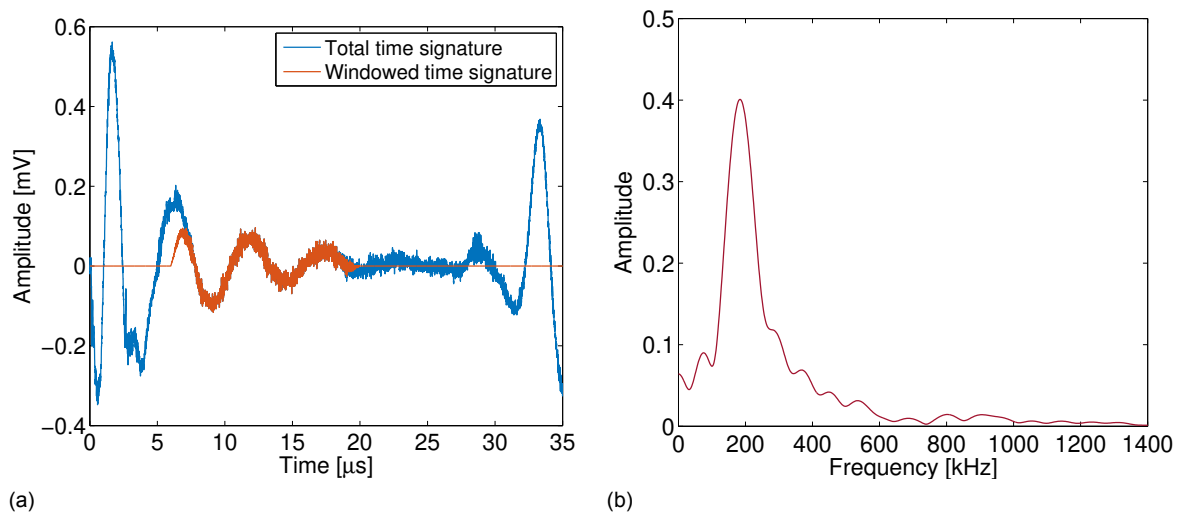 0.6
0.4
0.2
0
−0.2
−0.4
Amplitude [mV]
Total time signature
Windowed time signature
0 5 10 15 20 25 30 35
Time [μs]
(a)
0.5
0.4
0.3
0.2
0.1
0
Amplitude
0 200 400 600 800 1000 1200 1400
Frequency [kHz]
(b)